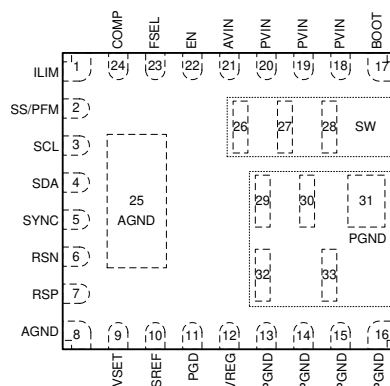 COMP FSEL EN AVIN PVIN PVIN PVIN BOOT
24 23 22 21 20 19 18
ILIM 1 17
SS/PFM 2
26 27 28 SW
SCL 3
SDA 4
25
AGND
29 30 31
SYNC 5
PGND
RSN 6
32 33
RSP 7
AGND 8 9 10 11 12 13 14 15 16
VSET PGD PGND PGND